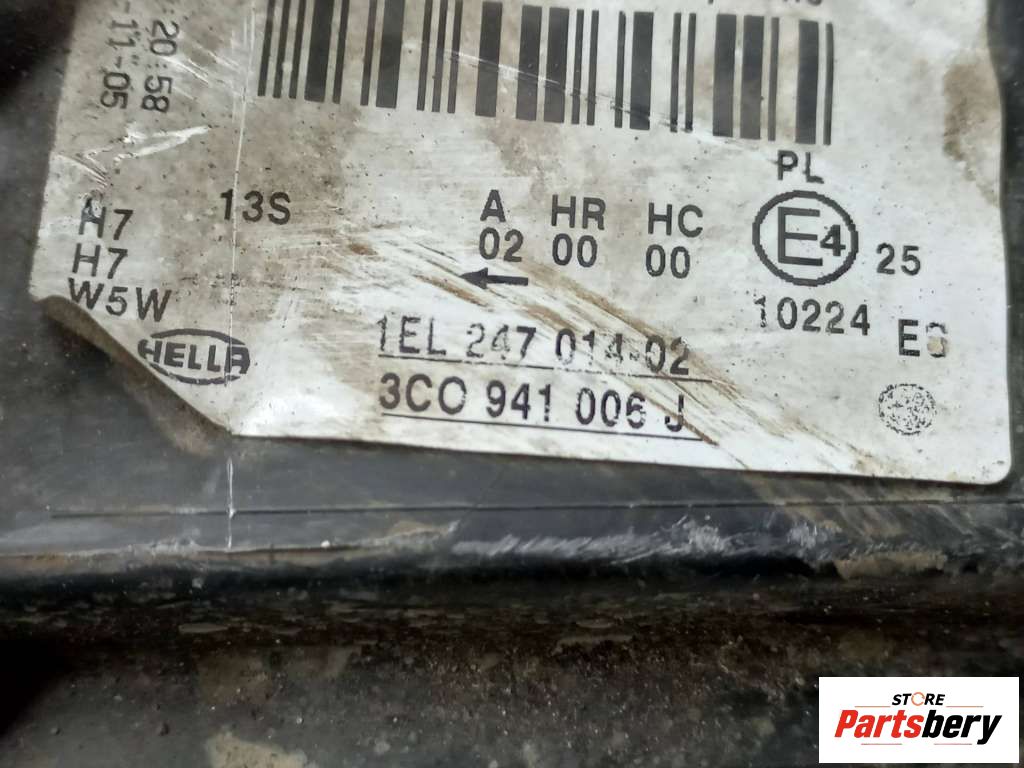 20:58
-11-05
PL
H7
13S
A HR HC
02 00 00
E4 25
H7
W5W
10224
HELLA
1EL 247 014-02
3C0 941 006 J
STORE
Partsbery